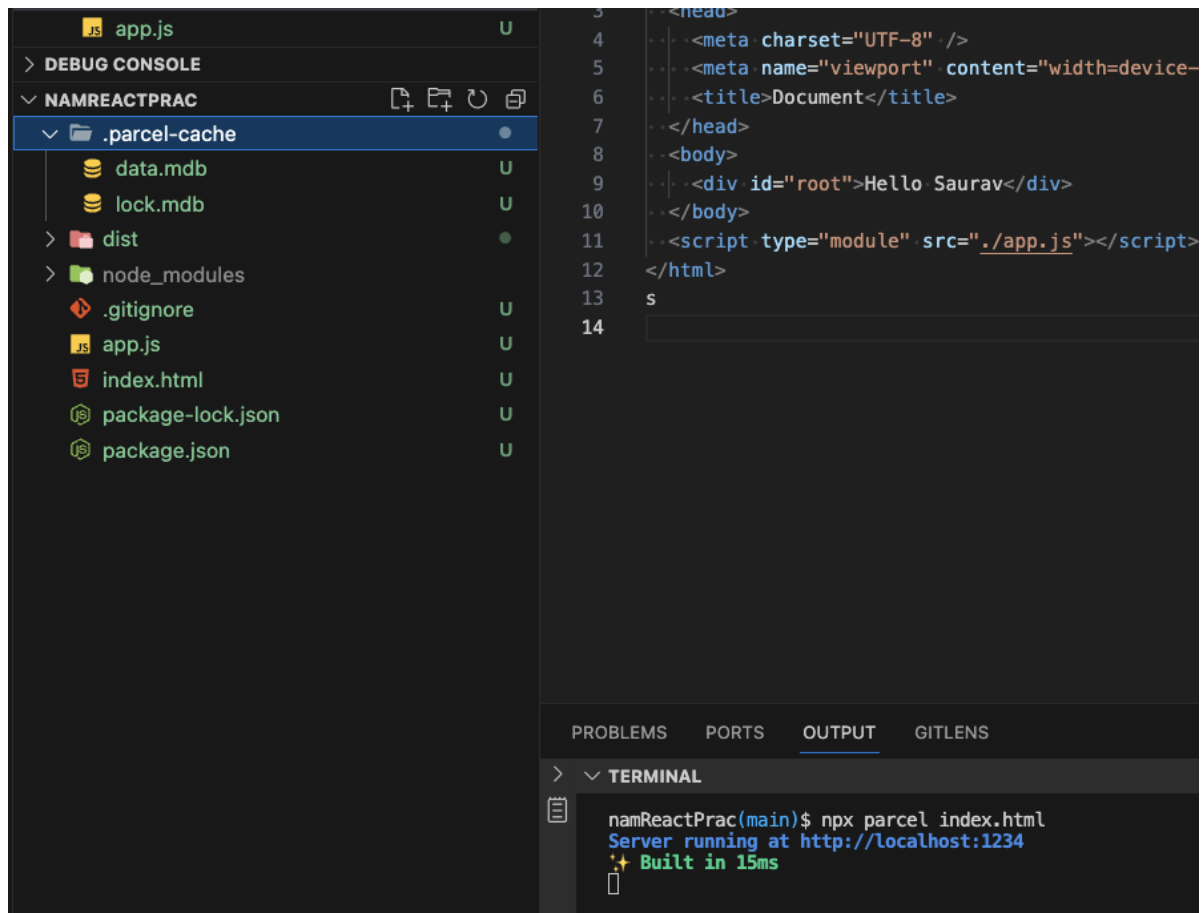 app.js U
DEBUG CONSOLE
NAMREACTPRAC
.parcel-cache
data.mdb U
lock.mdb U
dist
node_modules
.gitignore U
app.js U
index.html U
package-lock.json U
package.json U
3 <head>
4 <meta charset="UTF-8" />
5 <meta name="viewport" content="width=device-
6 <title>Document</title>
7 </head>
8 <body>
9 <div id="root">Hello Saurav</div>
10 </body>
11 <script type="module" src="./app.js"></script>
12 </html>
13 s
14
PROBLEMS PORTS OUTPUT GITLENS
TERMINAL
namReactPrac(main)$ npx parcel index.html
Server running at http://localhost:1234
✨ Built in 15ms